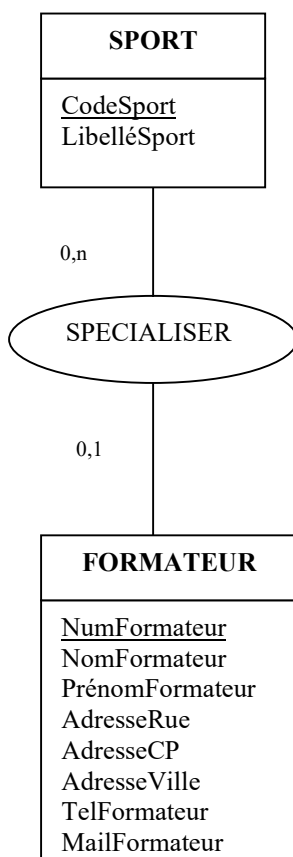 SPORT
CodeSport
LibelléSport
0,n
SPECIALISER
0,1
FORMATEUR
NumFormateur
NomFormateur
PrénomFormateur
AdresseRue
AdresseCP
AdresseVille
TelFormateur
MailFormateur